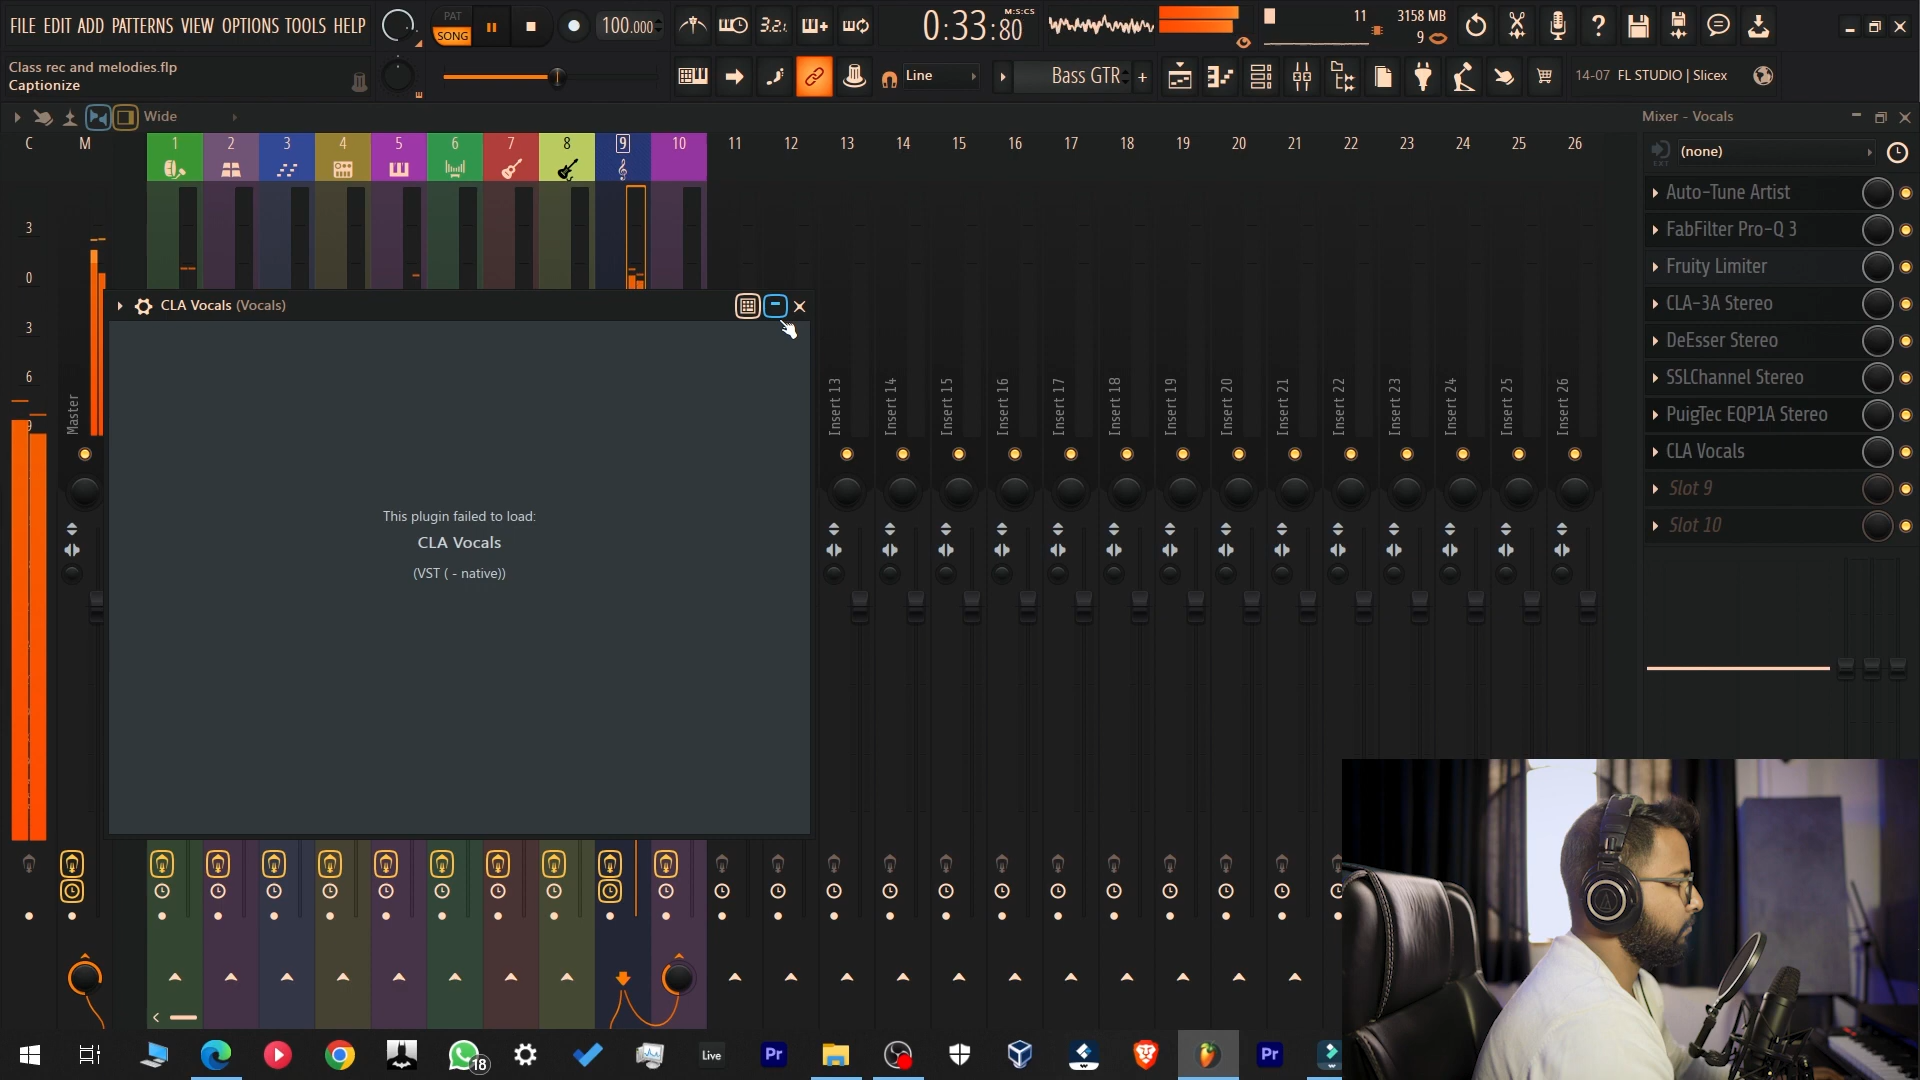 FILE EDIT ADD PATTERNS VIEW OPTIONS TOOLS HELP
PAT
SONG
100.000
3.2.
0:33:80
M:S:CS
11
3158 MB
9
Class rec and melodies.flp
Captionize
Line
Bass GTR
14-07 FL STUDIO | Slicex
Wide
Mixer - Vocals
C M 1 2 3 4 5 6 7 8 9 10 11 12 13 14 15 16 17 18 19 20 21 22 23 24 25 26
(none)
EXT
Auto-Tune Artist
FabFilter Pro-Q 3
Fruity Limiter
CLA-3A Stereo
DeEsser Stereo
SSLChannel Stereo
PuigTec EQP1A Stereo
CLA Vocals
Slot 9
Slot 10
3
0
3
6
9
Master
CLA Vocals (Vocals)
This plugin failed to load:
CLA Vocals
(VST ( - native))
Insert 13
Insert 14
Insert 15
Insert 16
Insert 17
Insert 18
Insert 19
Insert 20
Insert 21
Insert 22
Insert 23
Insert 24
Insert 25
Insert 26
18
Live
Pr
Pr